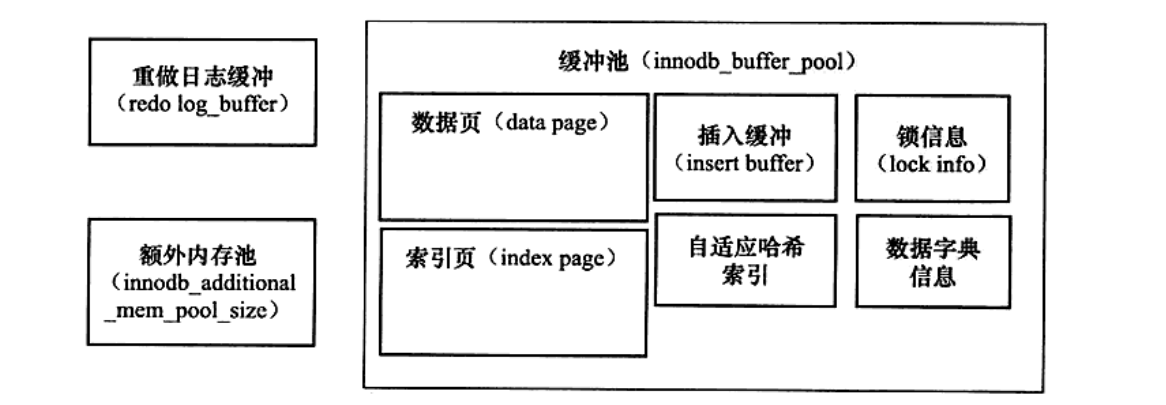 重做日志缓冲
（redo log_buffer）
额外内存池
（innodb_additional
_mem_pool_size）
缓冲池（innodb_buffer_pool）
数据页（data page）
索引页（index page）
插入缓冲
（insert buffer）
锁信息
（lock info）
自适应哈希
索引
数据字典
信息